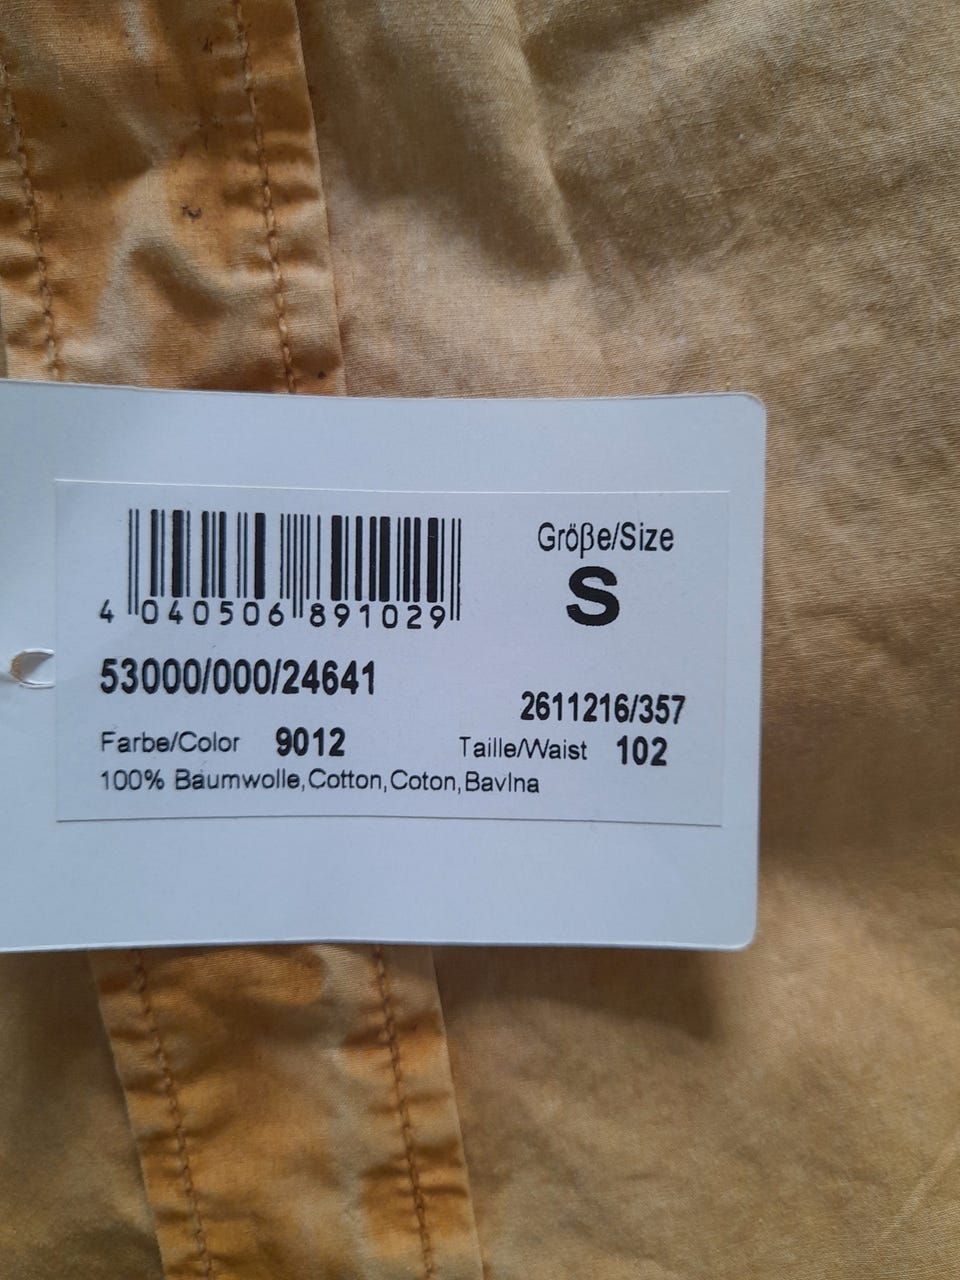 4 040506 891029
Größe/Size
S
53000/000/24641
2611216/357
Farbe/Color 9012
Taille/Waist 102
100% Baumwolle,Cotton,Coton,Bavlna